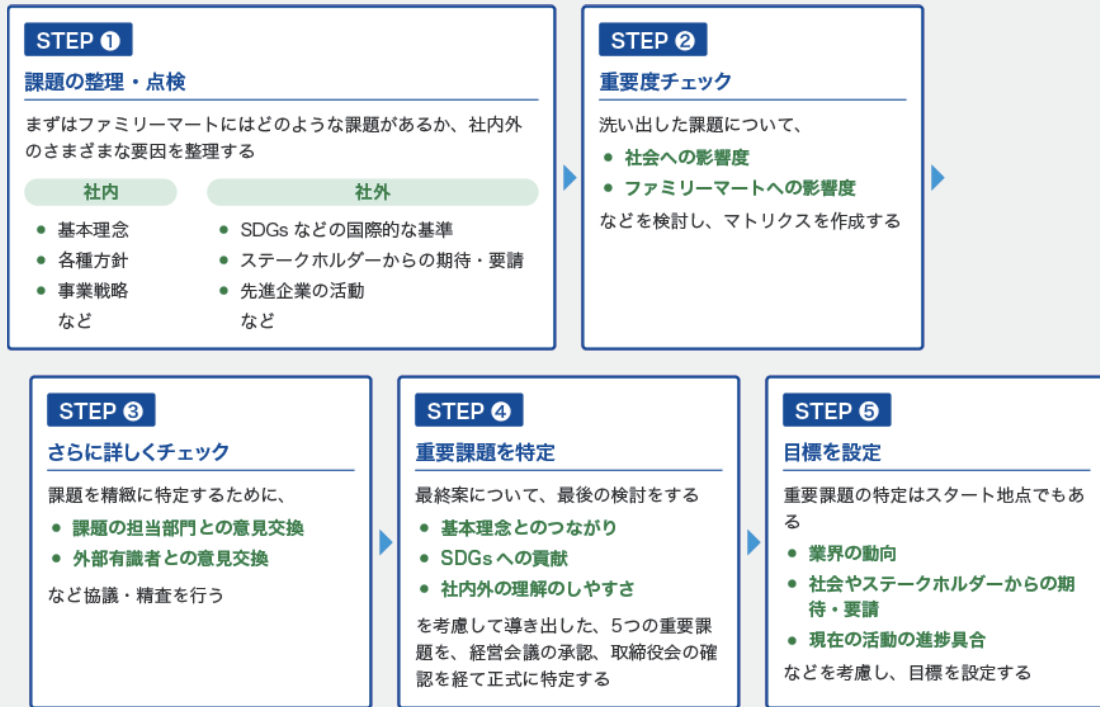 STEP ❶
課題の整理・点検
まずはファミリーマートにはどのような課題があるか、社内外
のさまざまな要因を整理する
社内
● 基本理念
● 各種方針
● 事業戦略
など
社外
● SDGs などの国際的な基準
● ステークホルダーからの期待・要請
● 先進企業の活動
など
STEP ❷
重要度チェック
洗い出した課題について、
● 社会への影響度
● ファミリーマートへの影響度
などを検討し、マトリクスを作成する
STEP ❸
さらに詳しくチェック
課題を精緻に特定するために、
● 課題の担当部門との意見交換
● 外部有識者との意見交換
など協議・精査を行う
STEP ❹
重要課題を特定
最終案について、最後の検討をする
● 基本理念とのつながり
● SDGs への貢献
● 社内外の理解のしやすさ
を考慮して導き出した、5つの重要課
題を、経営会議の承認、取締役会の確
認を経て正式に特定する
STEP ❺
目標を設定
重要課題の特定はスタート地点でもあ
る
● 業界の動向
● 社会やステークホルダーからの期
待・要請
● 現在の活動の進捗具合
などを考慮し、目標を設定する